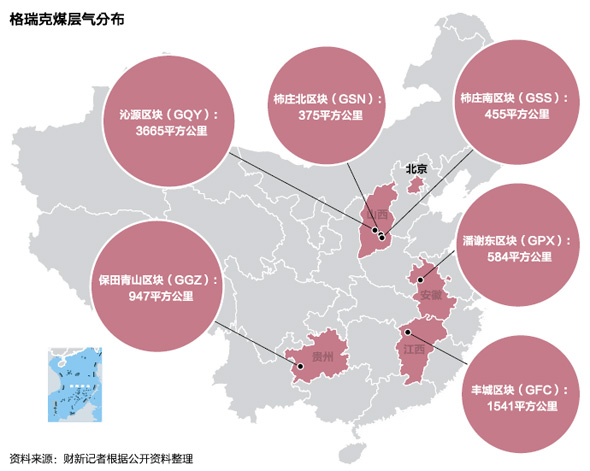 格瑞克煤层气分布
沁源区块（GQY）：
3665平方公里
柿庄北区块（GSN）：
375平方公里
柿庄南区块（GSS）：
455平方公里
北京
山西
潘谢东区块（GPX）：
584平方公里
安徽
保田青山区块（GGZ）：
947平方公里
贵州
江西
丰城区块（GFC）：
1541平方公里
资料来源：财新记者根据公开资料整理